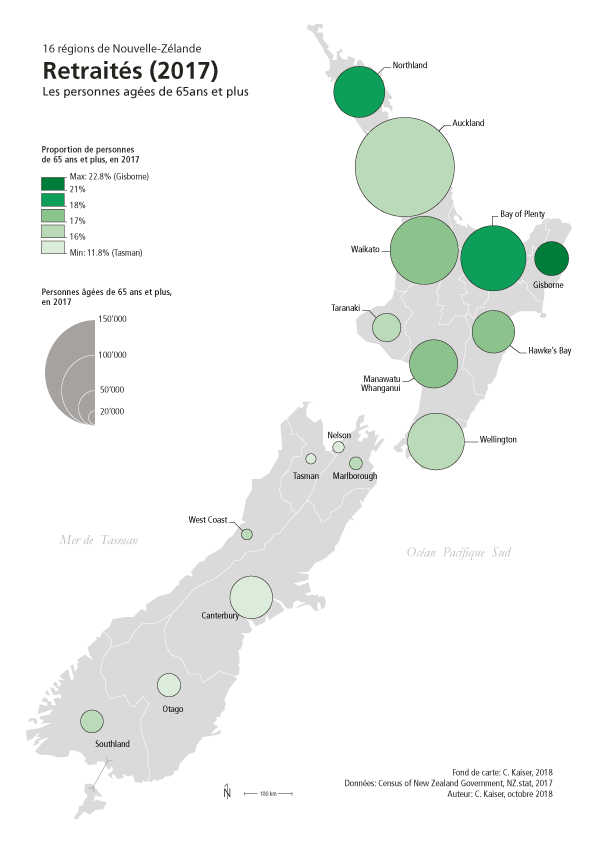 16 régions de Nouvelle-Zélande
Retraités (2017)
Les personnes agées de 65ans et plus
Proportion de personnes
de 65 ans et plus, en 2017
Max: 22.8% (Gisborne)
21%
18%
17%
16%
Min: 11.8% (Tasman)
Personnes âgées de 65 ans et plus,
en 2017
150'000
100'000
50'000
20'000
Northland
Auckland
Bay of Plenty
Waikato
Gisborne
Taranaki
Hawke's Bay
Manawatu
Whanganui
Wellington
Nelson
Tasman
Marlborough
West Coast
Mer de Tasman
Océan Pacifique Sud
Canterbury
Otago
Southland
N
100 km
Fond de carte: C. Kaiser, 2018
Données: Census of New Zealand Government, NZ.stat, 2017
Auteur: C. Kaiser, octobre 2018